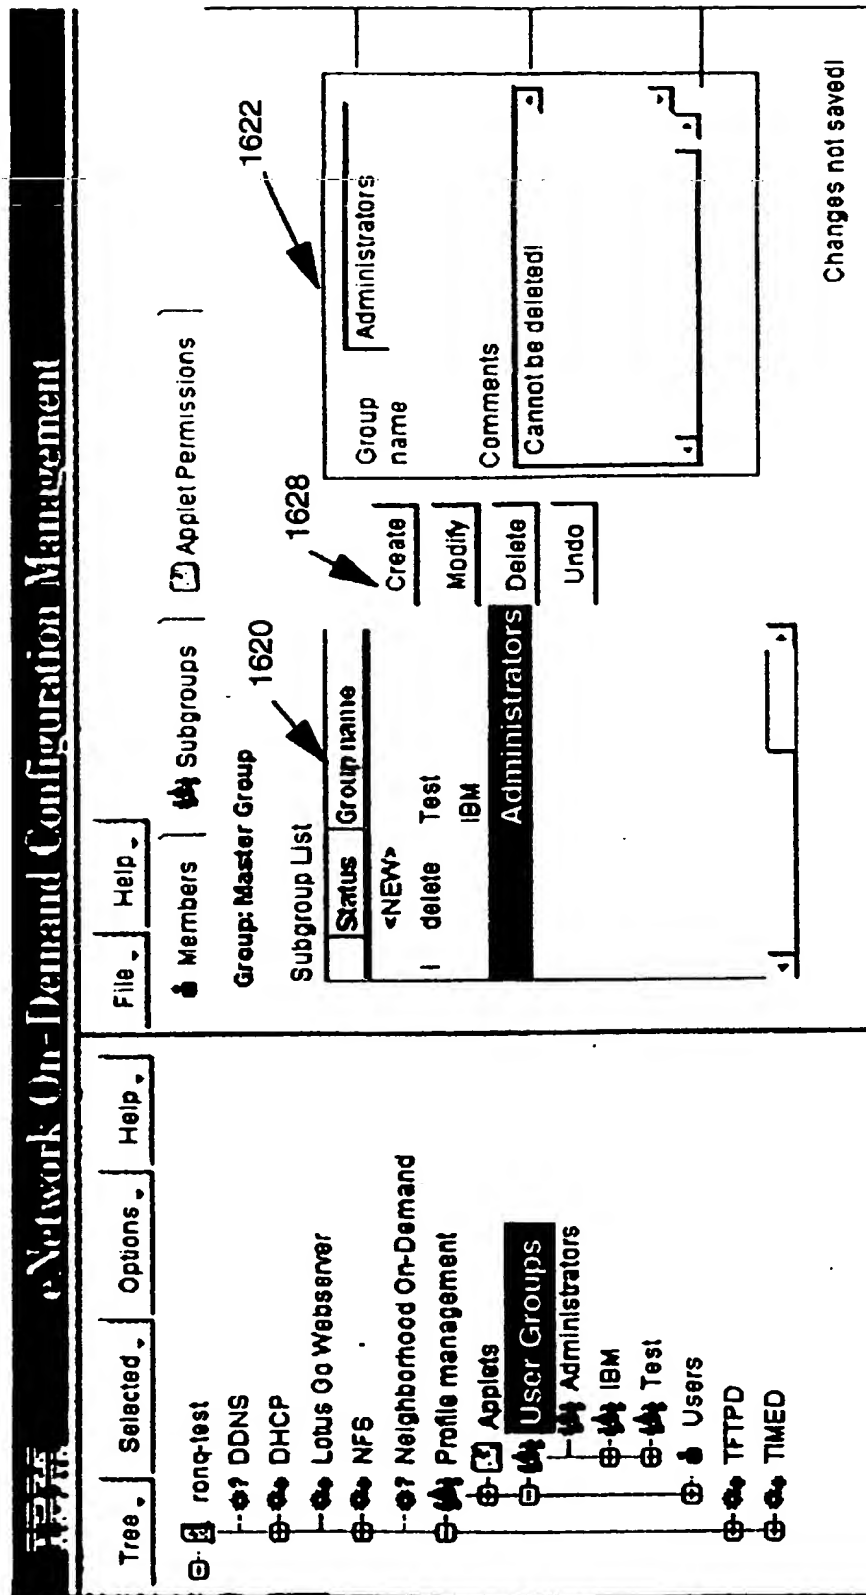 eNetwork On-Demand Configuration Management
Tree Selected Options Help
ronq-test
? DDNS
DHCP
Lotus Go Webserver
NFS
? Neighborhood On-Demand
Profile management
Applets
User Groups
Administrators
IBM
Test
Users
TFTPD
TIMED
File Help
Members Subgroups Applet Permissions
Group: Master Group
Subgroup List
1620
Status Group name
<NEW>
delete Test
IBM
Administrators
1628
Create
Modify
Delete
Undo
1622
Group name
Administrators
Comments
Cannot be deleted!
Changes not saved!